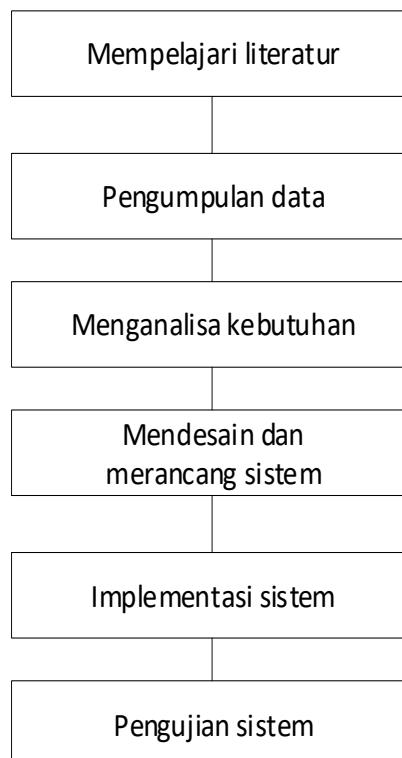 Mempelajari literatur
Pengumpulan data
Menganalisa kebutuhan
Mendesain dan
merancang sistem
Implementasi sistem
Pengujian sistem